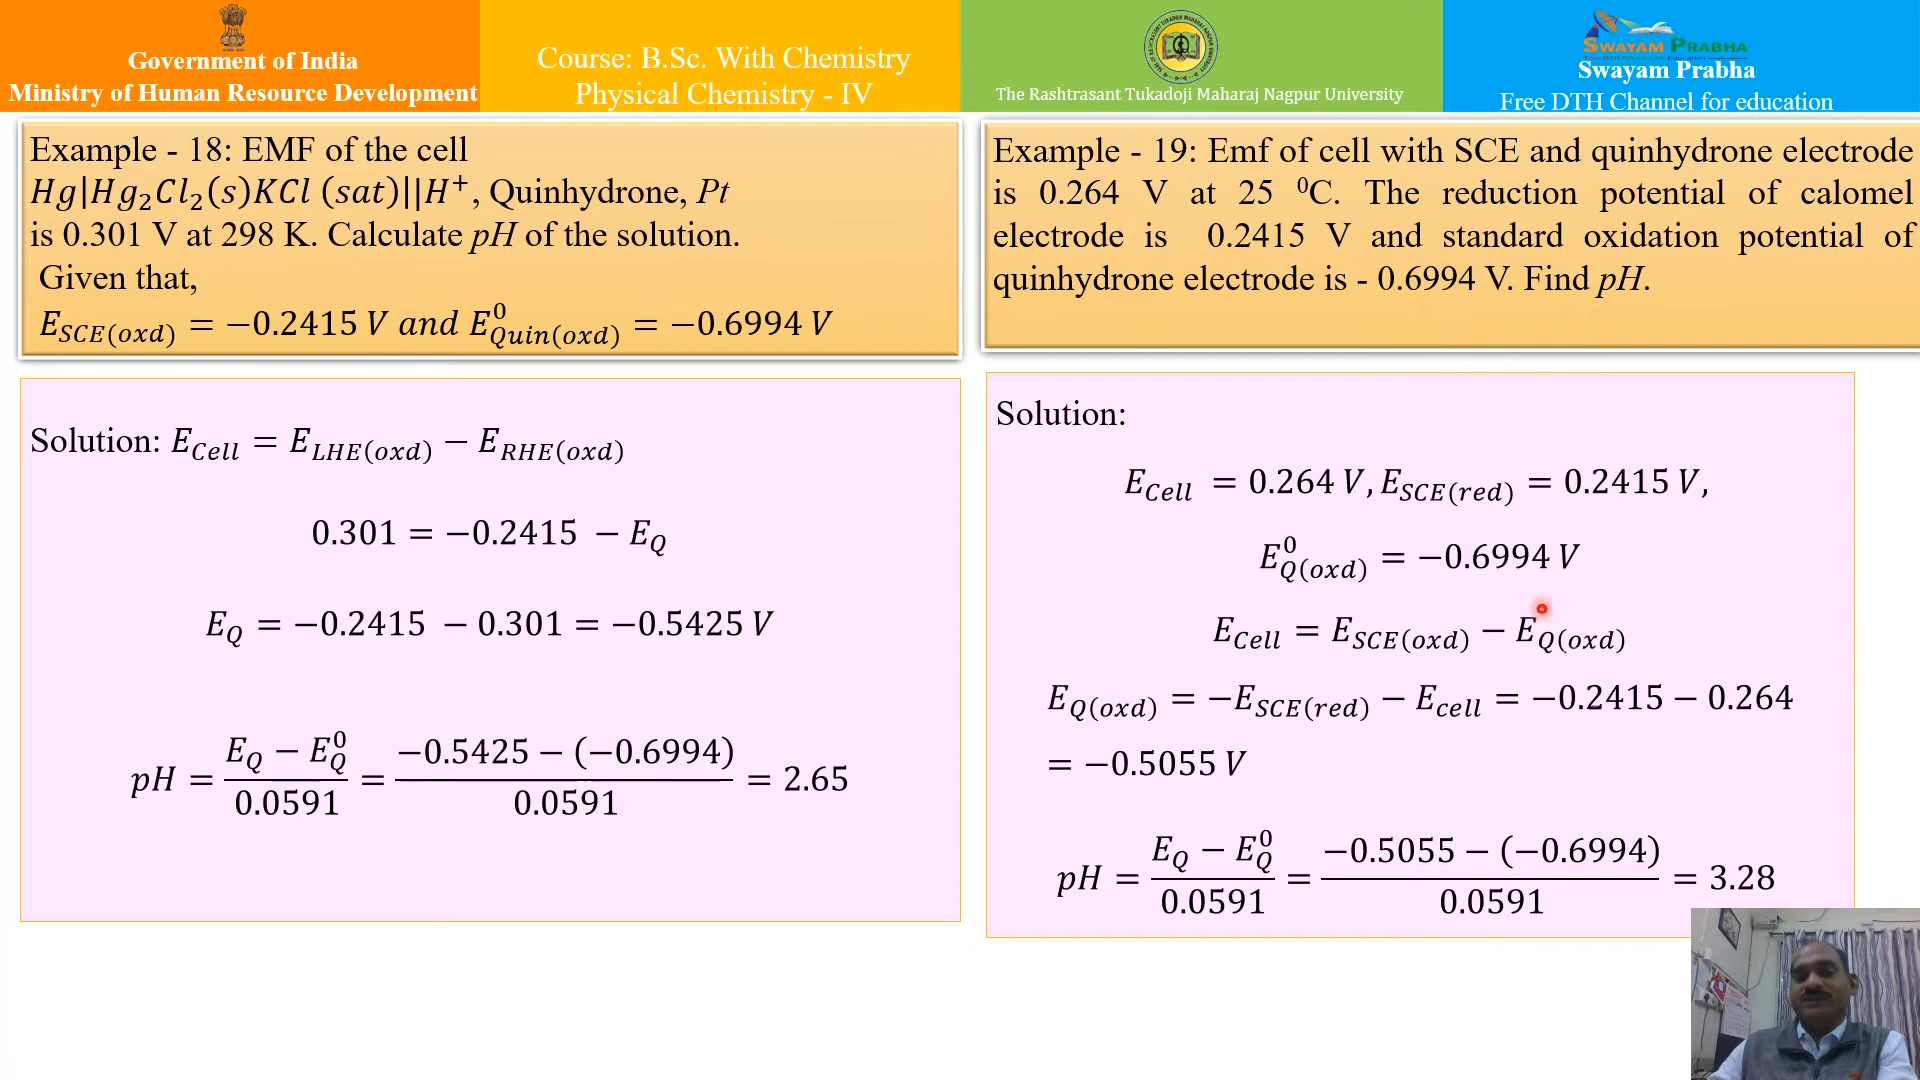 Government of India
Ministry of Human Resource Development
Course: B.Sc. With Chemistry
Physical Chemistry - IV
The Rashtrasant Tukadoji Maharaj Nagpur University
SWAYAM PRABHA
Swayam Prabha
Free DTH Channel for education
Example - 18: EMF of the cell
Hg|Hg₂Cl₂(s)KCl (sat)||H⁺, Quinhydrone, Pt
is 0.301 V at 298 K. Calculate pH of the solution.
Given that,
E_SCE(oxd) = −0.2415 V and E⁰_Quin(oxd) = −0.6994 V
Solution: E_Cell = E_LHE(oxd) − E_RHE(oxd)
0.301 = −0.2415 − E_Q
E_Q = −0.2415 − 0.301 = −0.5425 V
pH = (E_Q − E⁰_Q)/0.0591 = (−0.5425 − (−0.6994))/0.0591 = 2.65
Example - 19: Emf of cell with SCE and quinhydrone electrode
is 0.264 V at 25 ⁰C. The reduction potential of calomel
electrode is 0.2415 V and standard oxidation potential of
quinhydrone electrode is - 0.6994 V. Find pH.
Solution:
E_Cell = 0.264 V, E_SCE(red) = 0.2415 V,
E⁰_Q(oxd) = −0.6994 V
E_Cell = E_SCE(oxd) − E_Q(oxd)
E_Q(oxd) = −E_SCE(red) − E_cell = −0.2415 − 0.264
= −0.5055 V
pH = (E_Q − E⁰_Q)/0.0591 = (−0.5055 − (−0.6994))/0.0591 = 3.28